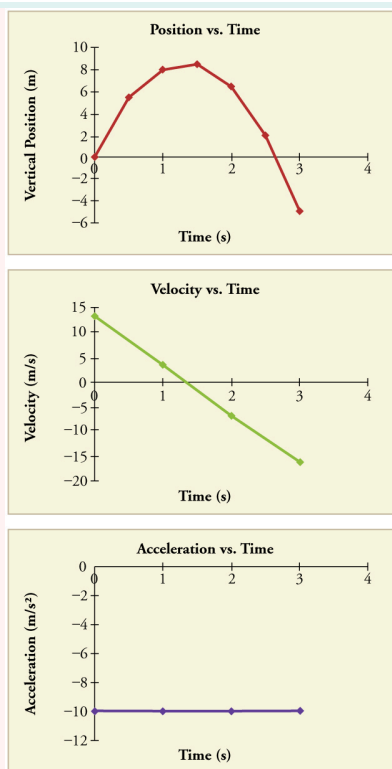 Position vs. Time
Vertical Position (m)
10
8
6
4
2
0
−2
−4
−6
0 1 2 3 4
Time (s)
Velocity vs. Time
Velocity (m/s)
15
10
5
0
−5
−10
−15
−20
0 1 2 3 4
Time (s)
Acceleration vs. Time
Acceleration (m/s²)
0
−2
−4
−6
−8
−10
−12
0 1 2 3 4
Time (s)